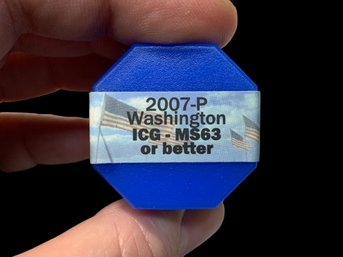 2007-P
Washington
ICG - MS63
or better